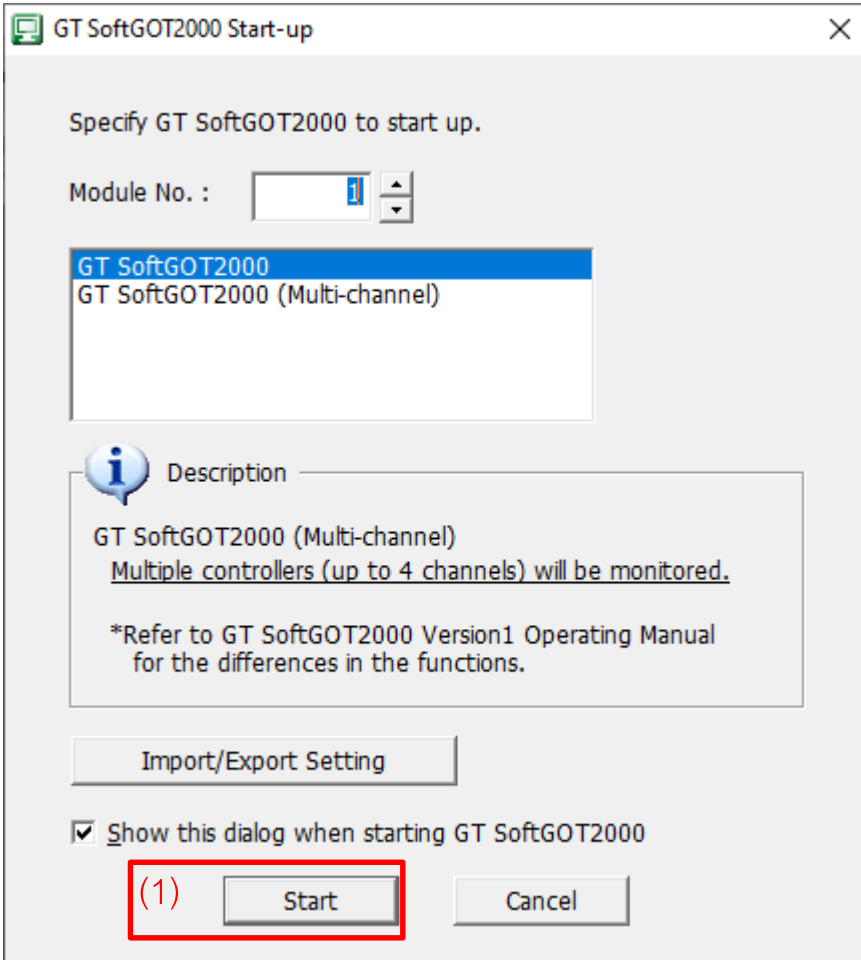 GT SoftGOT2000 Start-up
Specify GT SoftGOT2000 to start up.
Module No. : 1
GT SoftGOT2000
GT SoftGOT2000 (Multi-channel)
Description
GT SoftGOT2000 (Multi-channel)
Multiple controllers (up to 4 channels) will be monitored.
*Refer to GT SoftGOT2000 Version1 Operating Manual
for the differences in the functions.
Import/Export Setting
Show this dialog when starting GT SoftGOT2000
(1) Start Cancel